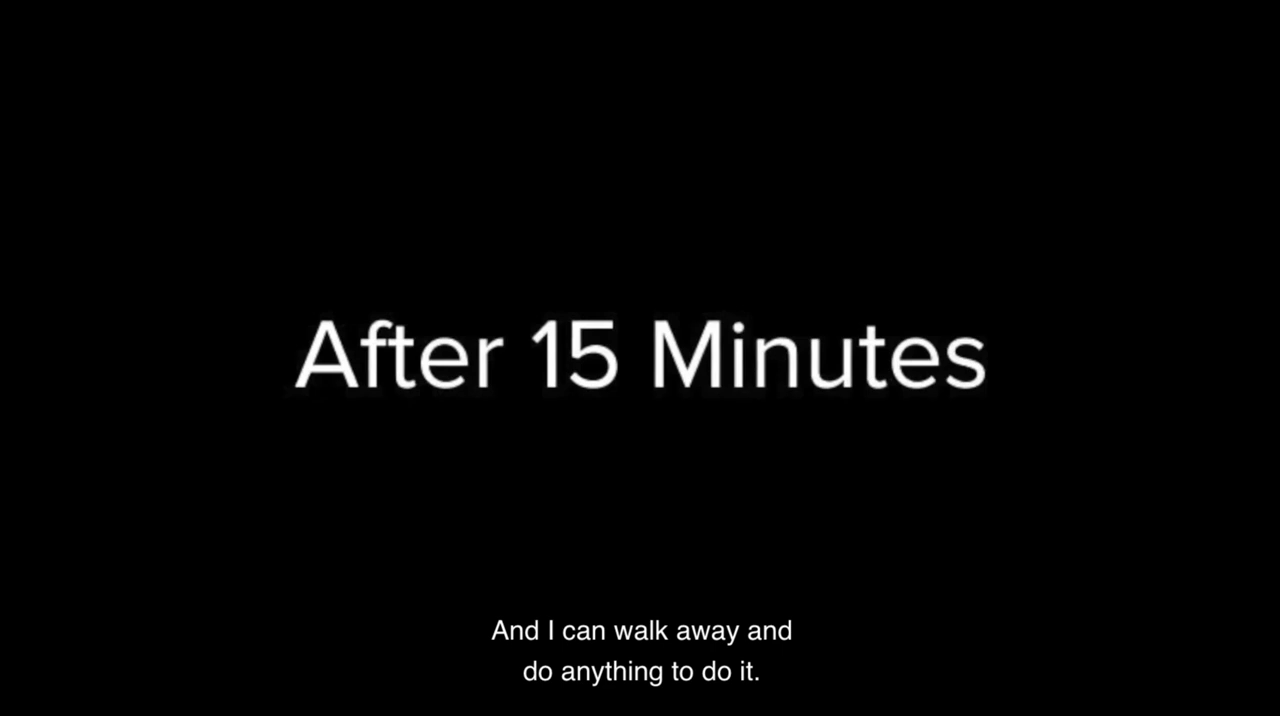 After 15 Minutes
And I can walk away and
do anything to do it.